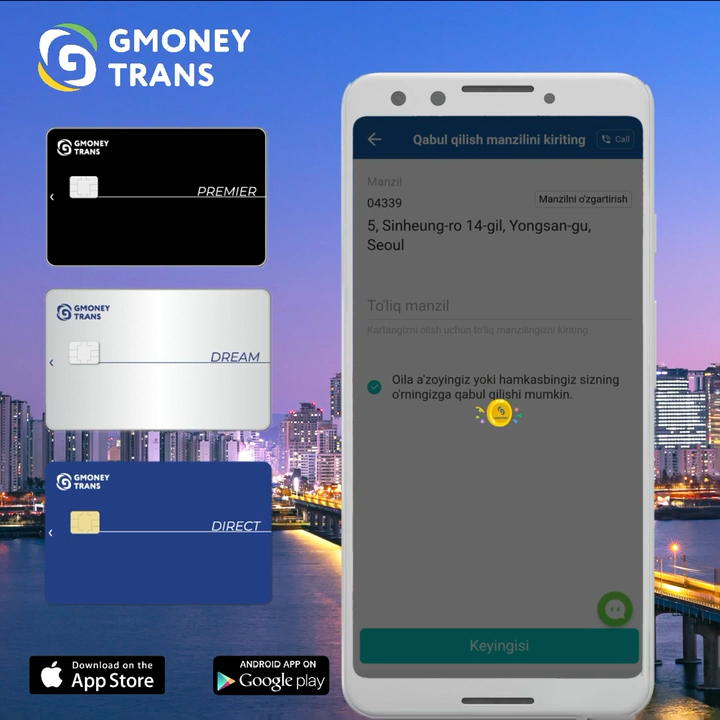 GMONEY
TRANS
GMONEY
TRANS
PREMIER
GMONEY
TRANS
DREAM
GMONEY
TRANS
DIRECT
Download on the
App Store
ANDROID APP ON
Google play
Qabul qilish manzilini kiriting
Call
Manzil
04339
Manzilni o'zgartirish
5, Sinheung-ro 14-gil, Yongsan-gu,
Seoul
To'liq manzil
Kartangizni olish uchun to'liq manzilingizni kiriting
Oila a'zoyingiz yoki hamkasbingiz sizning
o'rningizga qabul qilishi mumkin.
Keyingisi